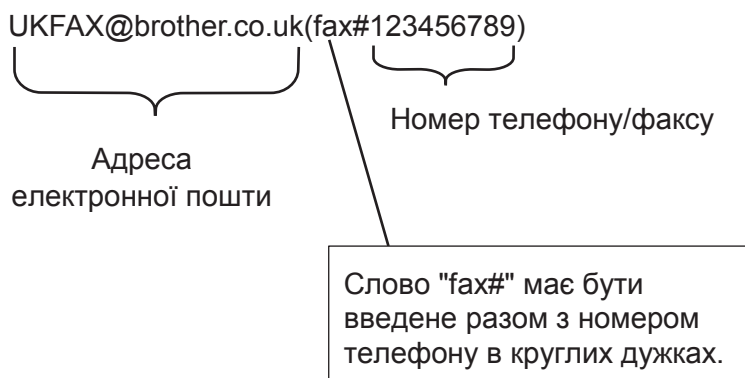 UKFAX@brother.co.uk(fax#123456789)
Номер телефону/факсу
Адреса
електронної пошти
Слово "fax#" має бути
введене разом з номером
телефону в круглих дужках.